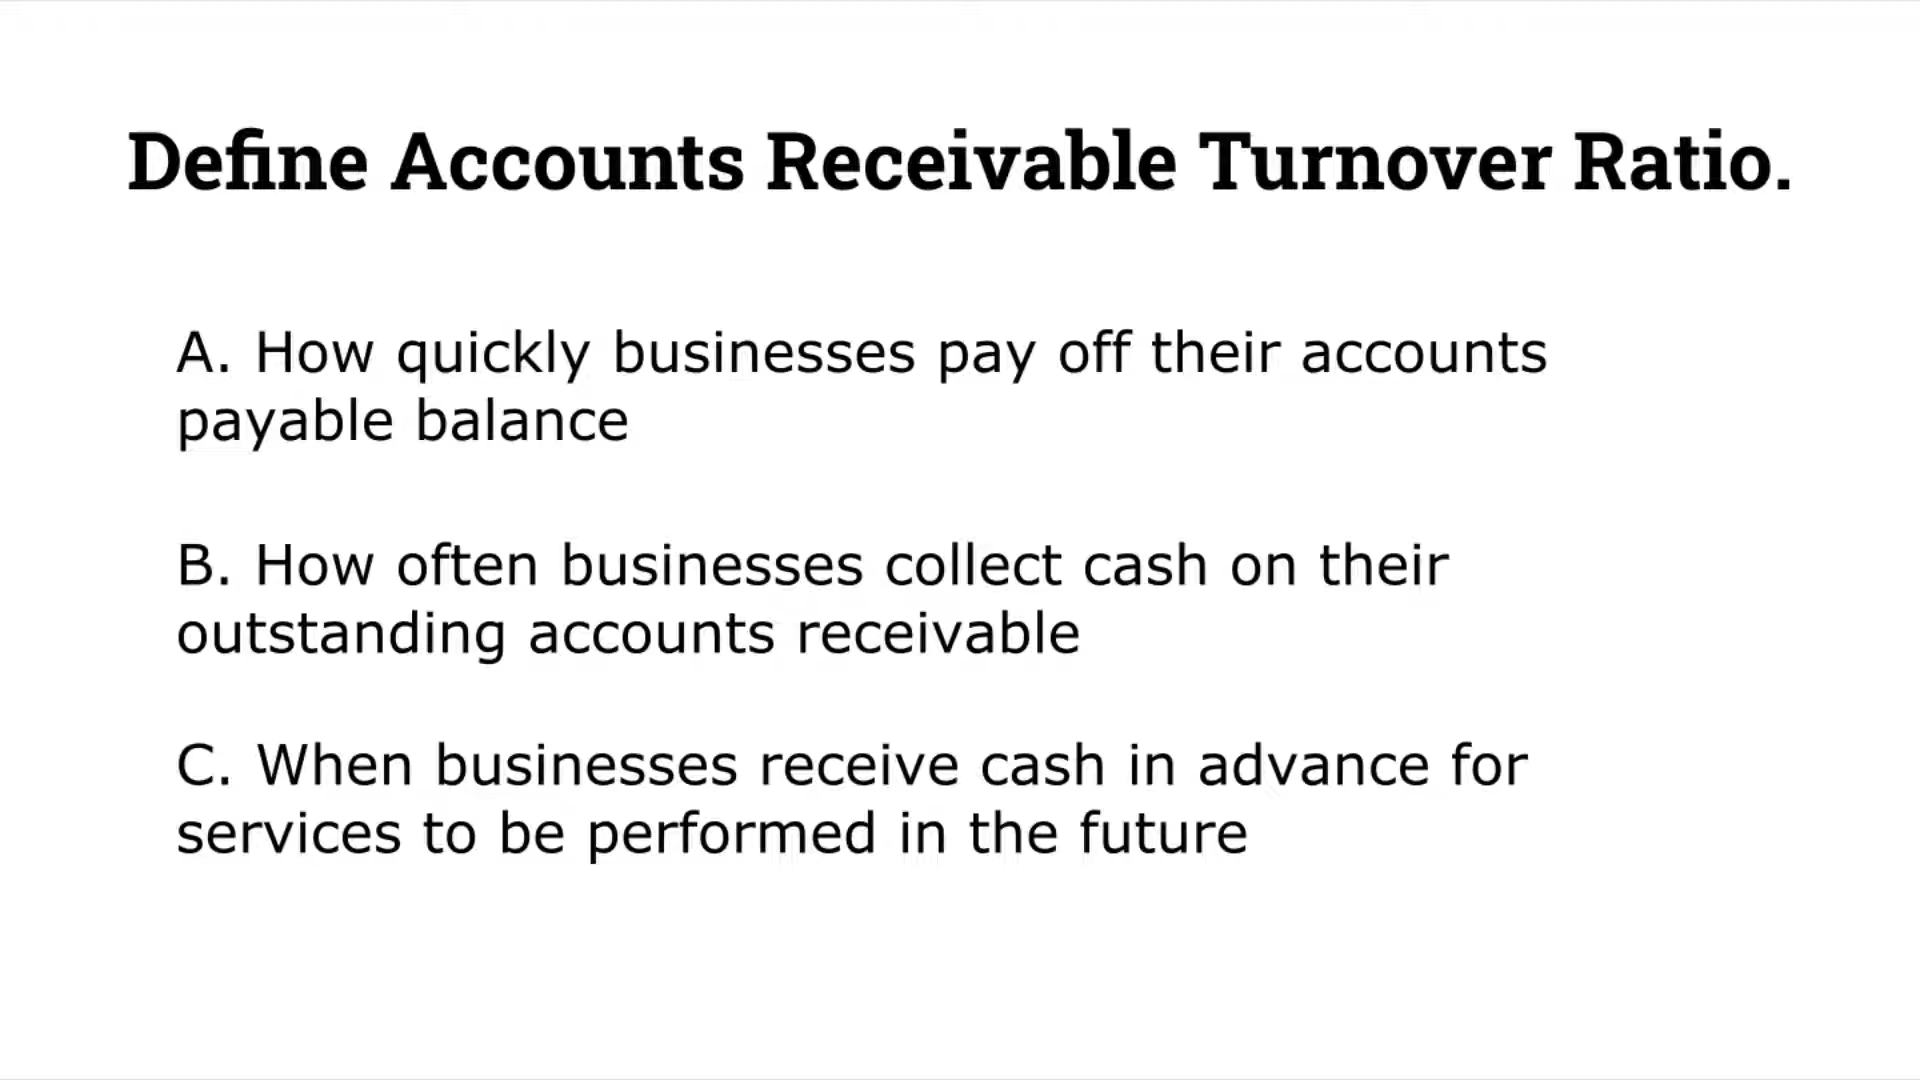 Define Accounts Receivable Turnover Ratio.
A. How quickly businesses pay off their accounts
payable balance
B. How often businesses collect cash on their
outstanding accounts receivable
C. When businesses receive cash in advance for
services to be performed in the future